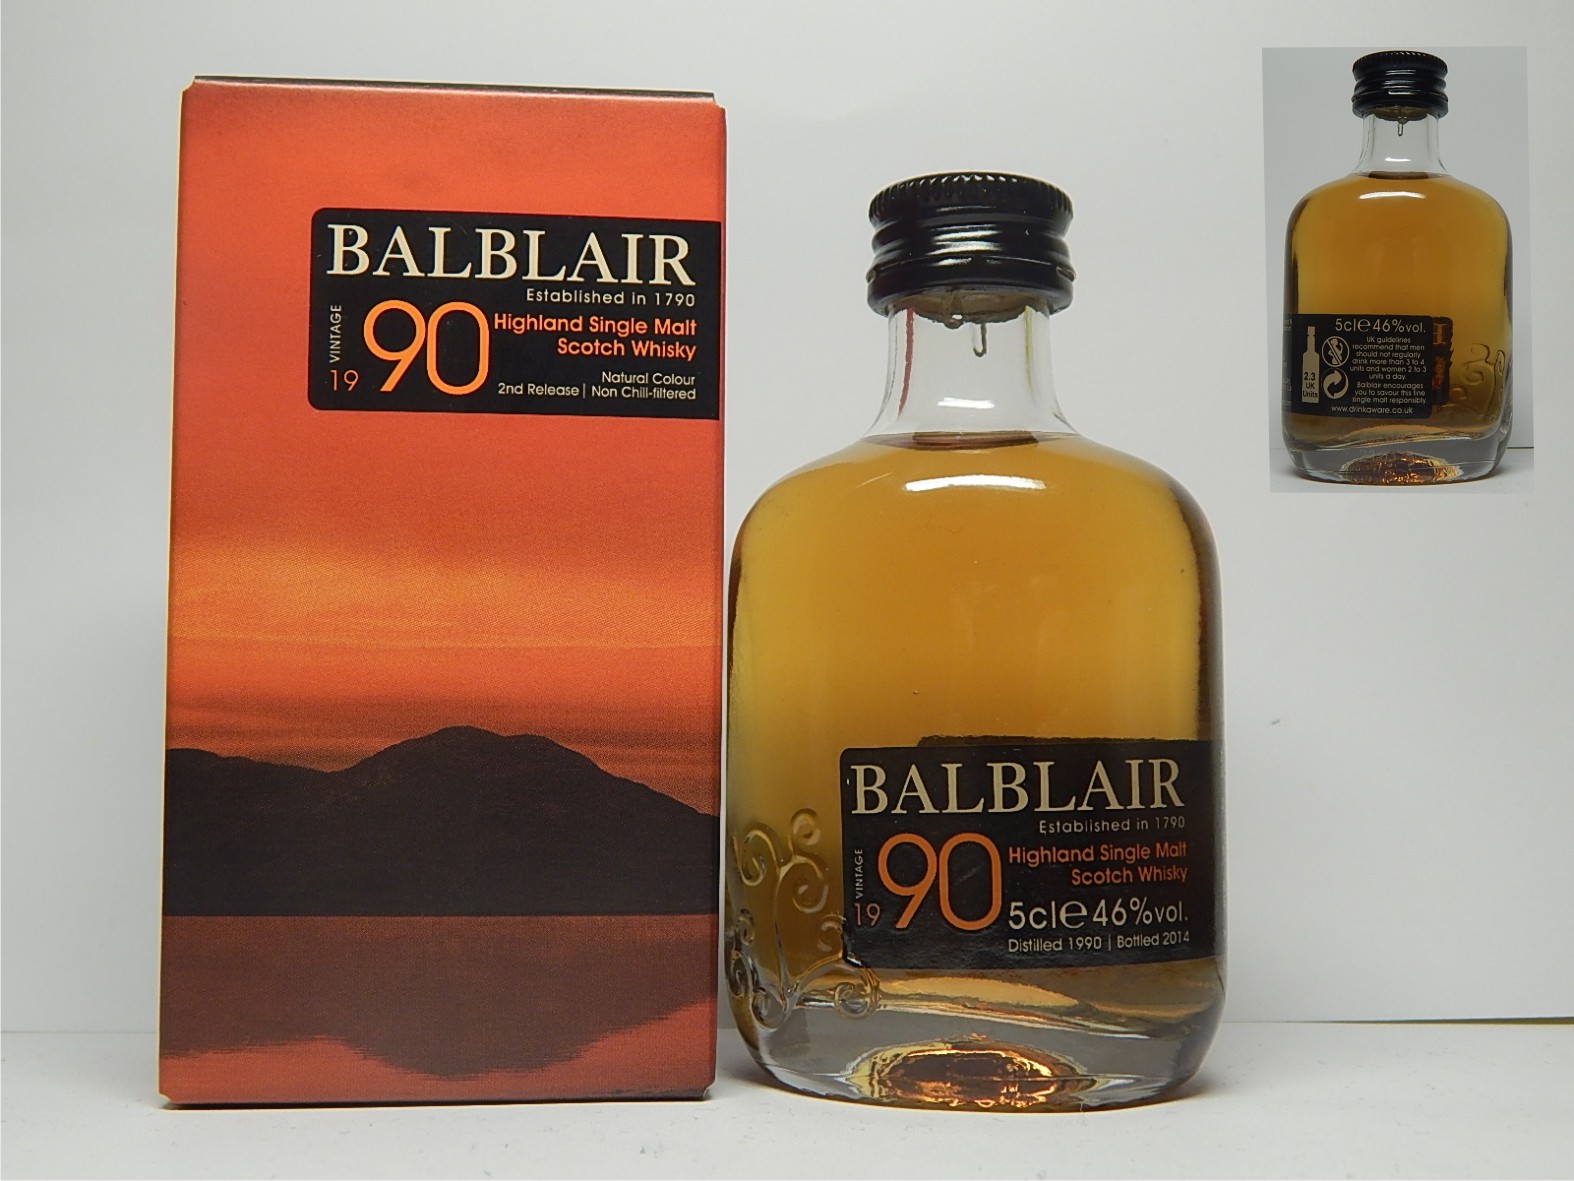 BALBLAIR
Established in 1790
VINTAGE
19 90
Highland Single Malt
Scotch Whisky
Natural Colour
2nd Release | Non Chill-filtered
BALBLAIR
Established in 1790
VINTAGE
19 90
Highland Single Malt
Scotch Whisky
5cl e 46%vol.
Distilled 1990 | Bottled 2014
5cl e 46%vol.
UK guidelines
recommend that men
should not regularly
drink more than 3 to 4
units and women 2 to 3
units a day.
Balblair encourages
you to savour this fine
single malt responsibly
www.drinkaware.co.uk
2.3
UK
Units